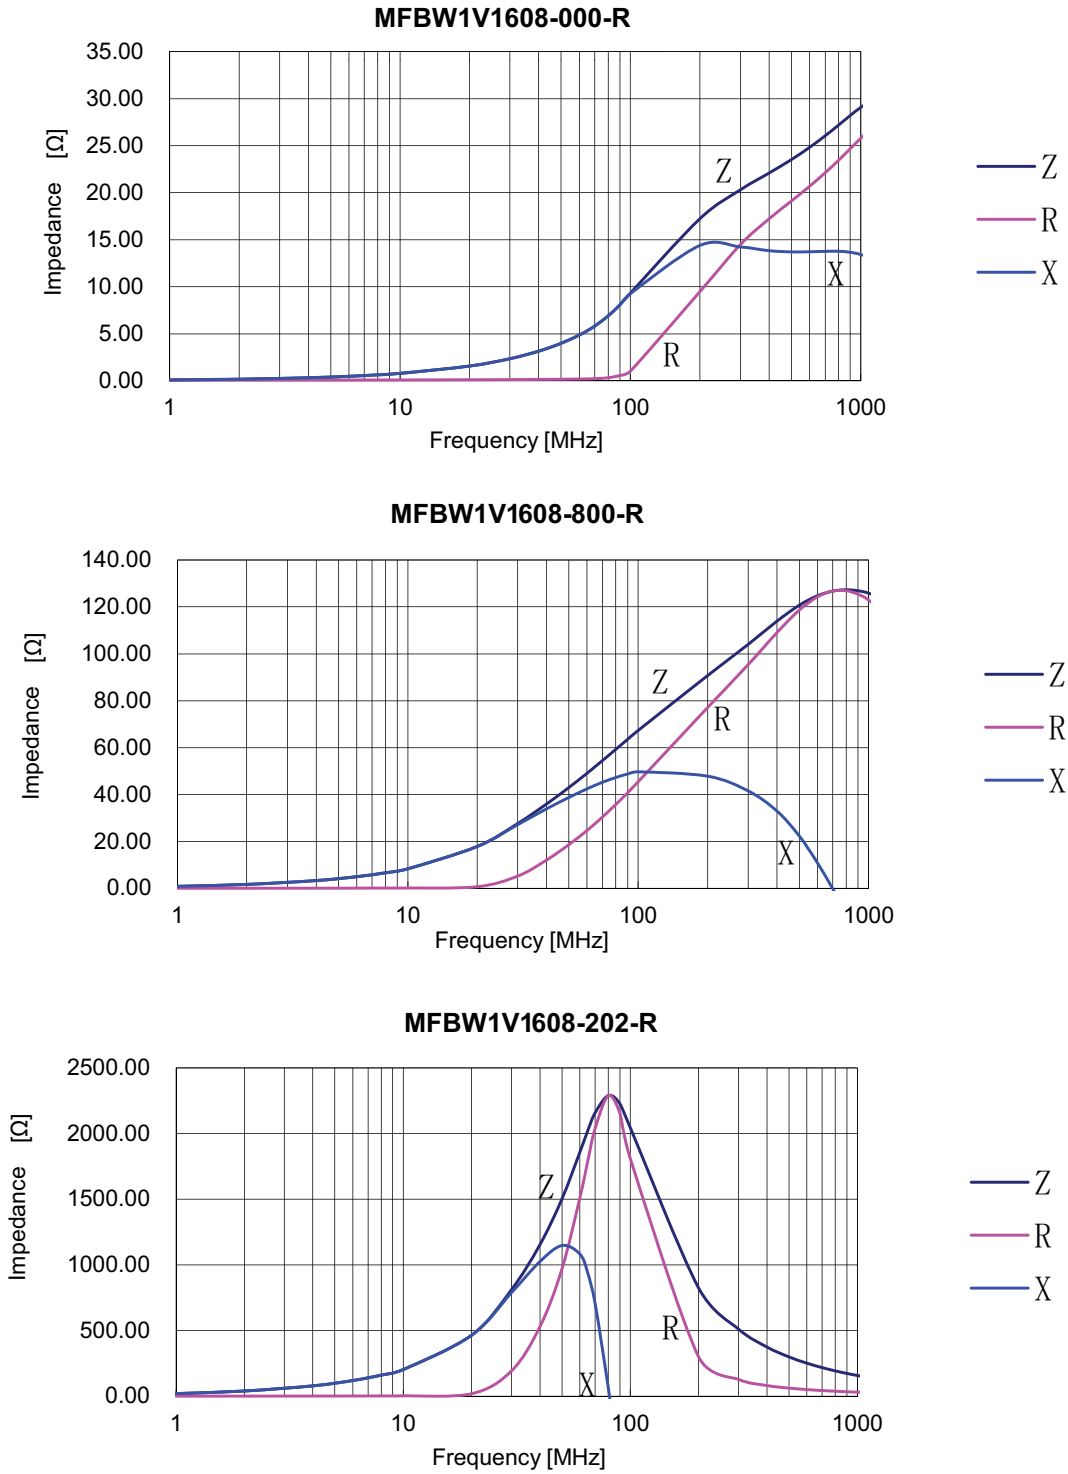 MFBW1V1608-000-R
35.00
30.00
25.00
20.00
15.00
10.00
5.00
0.00
Impedance [Ω]
Z
R
X
1 10 100 1000
Frequency [MHz]
Z
R
X
MFBW1V1608-800-R
140.00
120.00
100.00
80.00
60.00
40.00
20.00
0.00
Impedance [Ω]
Z
R
X
1 10 100 1000
Frequency [MHz]
Z
R
X
MFBW1V1608-202-R
2500.00
2000.00
1500.00
1000.00
500.00
0.00
Impedance [Ω]
Z
R
X
1 10 100 1000
Frequency [MHz]
Z
R
X